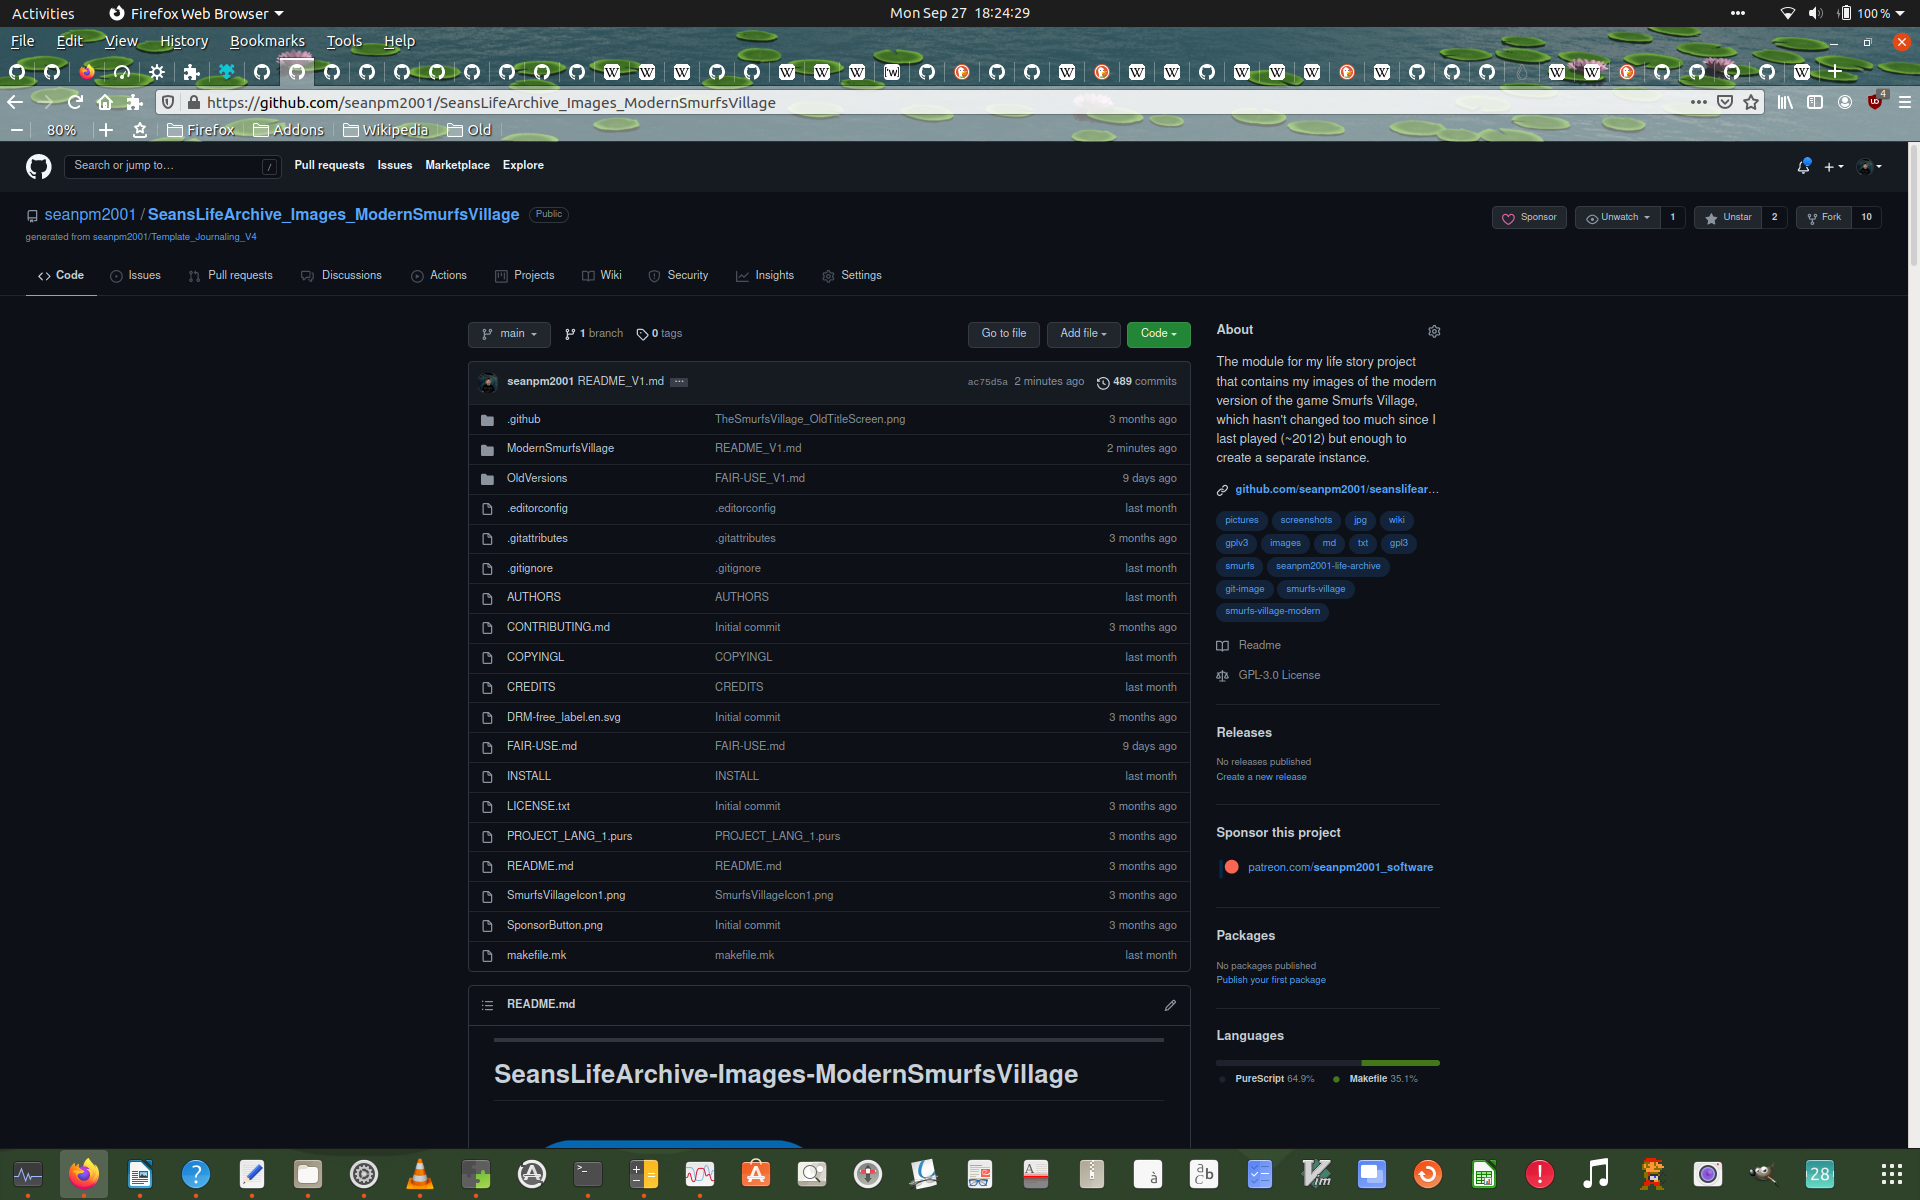 Activities Firefox Web Browser Mon Sep 27 18:24:29 100 %
File Edit View History Bookmarks Tools Help
https://github.com/seanpm2001/SeansLifeArchive_Images_ModernSmurfsVillage 4
80% Firefox Addons Wikipedia Old
Search or jump to… / Pull requests Issues Marketplace Explore
seanpm2001 / SeansLifeArchive_Images_ModernSmurfsVillage Public Sponsor Unwatch 1 Unstar 2 Fork 10
generated from seanpm2001/Template_Journaling_V4
Code Issues Pull requests Discussions Actions Projects Wiki Security Insights Settings
main 1 branch 0 tags Go to file Add file Code
seanpm2001 README_V1.md ac75d5a 2 minutes ago 489 commits
.github TheSmurfsVillage_OldTitleScreen.png 3 months ago
ModernSmurfsVillage README_V1.md 2 minutes ago
OldVersions FAIR-USE_V1.md 9 days ago
.editorconfig .editorconfig last month
.gitattributes .gitattributes 3 months ago
.gitignore .gitignore last month
AUTHORS AUTHORS last month
CONTRIBUTING.md Initial commit 3 months ago
COPYINGL COPYINGL last month
CREDITS CREDITS last month
DRM-free_label.en.svg Initial commit 3 months ago
FAIR-USE.md FAIR-USE.md 9 days ago
INSTALL INSTALL last month
LICENSE.txt Initial commit 3 months ago
PROJECT_LANG_1.purs PROJECT_LANG_1.purs 3 months ago
README.md README.md 3 months ago
SmurfsVillageIcon1.png SmurfsVillageIcon1.png 3 months ago
SponsorButton.png Initial commit 3 months ago
makefile.mk makefile.mk last month
README.md
SeansLifeArchive-Images-ModernSmurfsVillage
About
The module for my life story project
that contains my images of the modern
version of the game Smurfs Village,
which hasn't changed too much since I
last played (~2012) but enough to
create a separate instance.
github.com/seanpm2001/seanslifear…
pictures screenshots jpg wiki
gplv3 images md txt gpl3
smurfs seanpm2001-life-archive
git-image smurfs-village
smurfs-village-modern
Readme
GPL-3.0 License
Releases
No releases published
Create a new release
Sponsor this project
patreon.com/seanpm2001_software
Packages
No packages published
Publish your first package
Languages
PureScript 64.9% Makefile 35.1%
28